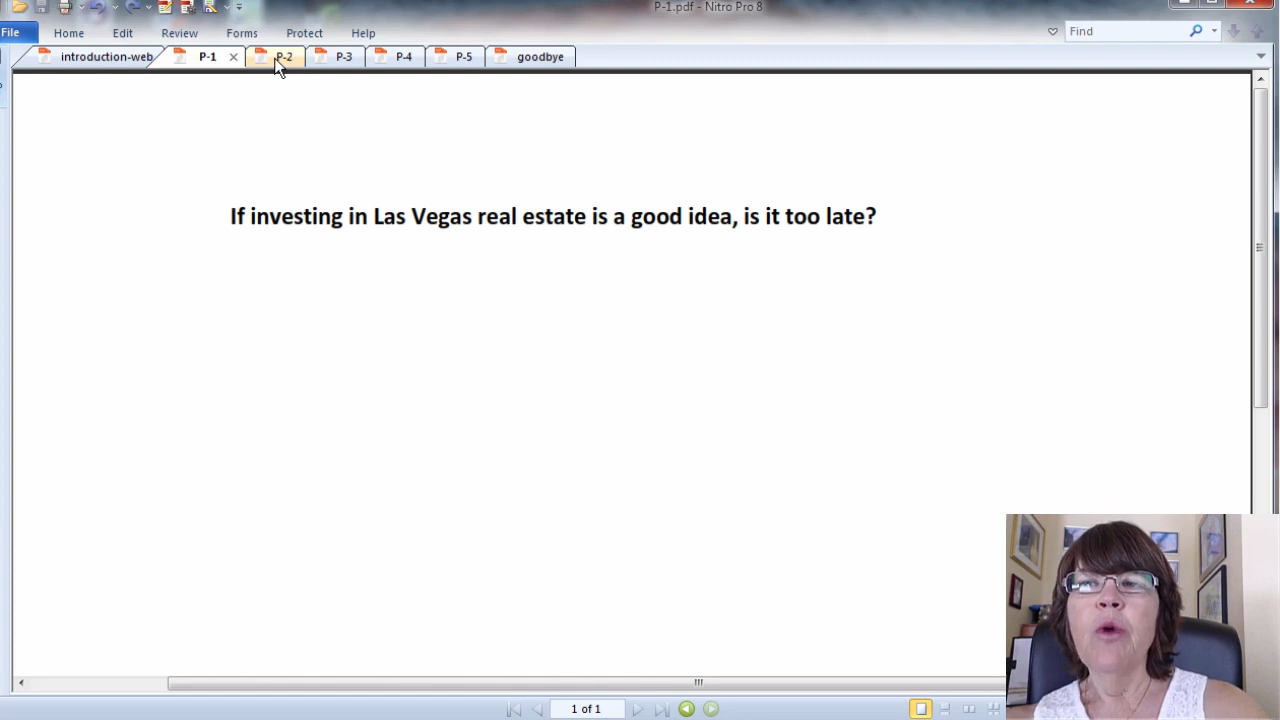 P-1.pdf - Nitro Pro 8
File Home Edit Review Forms Protect Help Find
introduction-web P-1 P-2 P-3 P-4 P-5 goodbye
If investing in Las Vegas real estate is a good idea, is it too late?
1 of 1